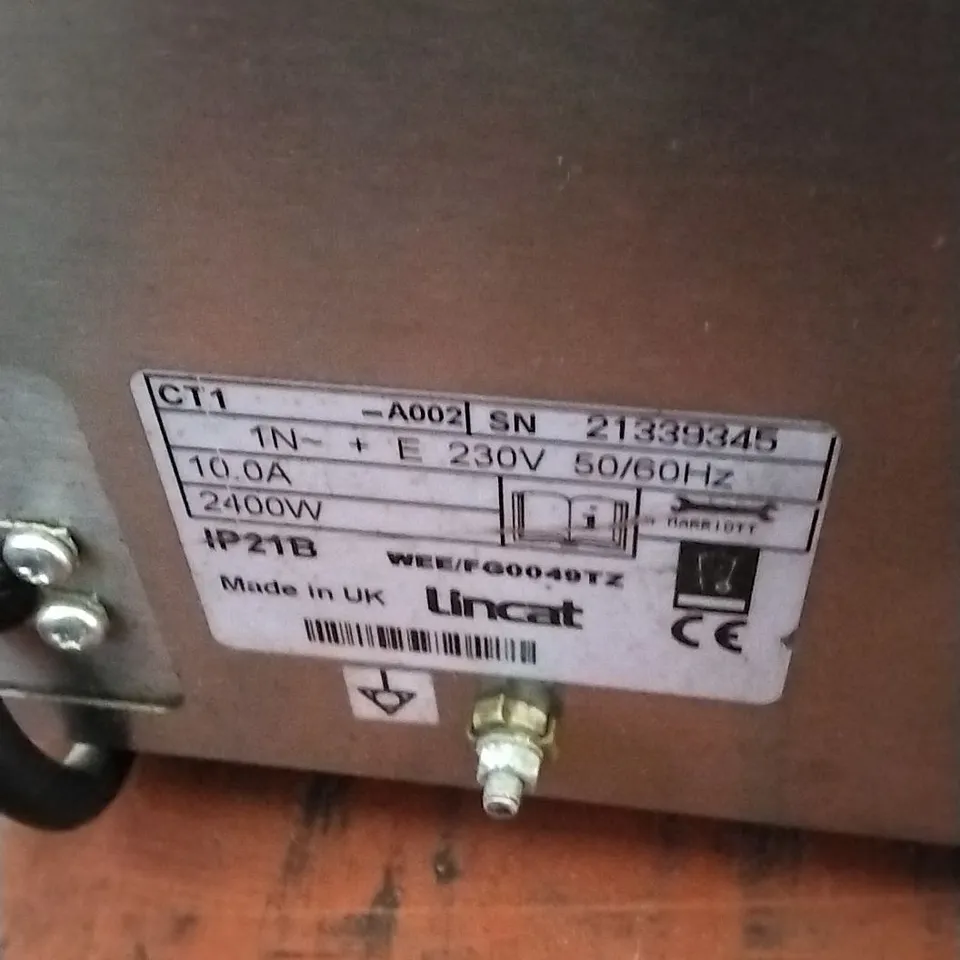 CT1 -A002 SN 21339345
1N~ + E 230V 50/60Hz
10.0A
2400W
MARRIOTT
IP21B
WEE/FG0049TZ
Made in UK Lincat
CE